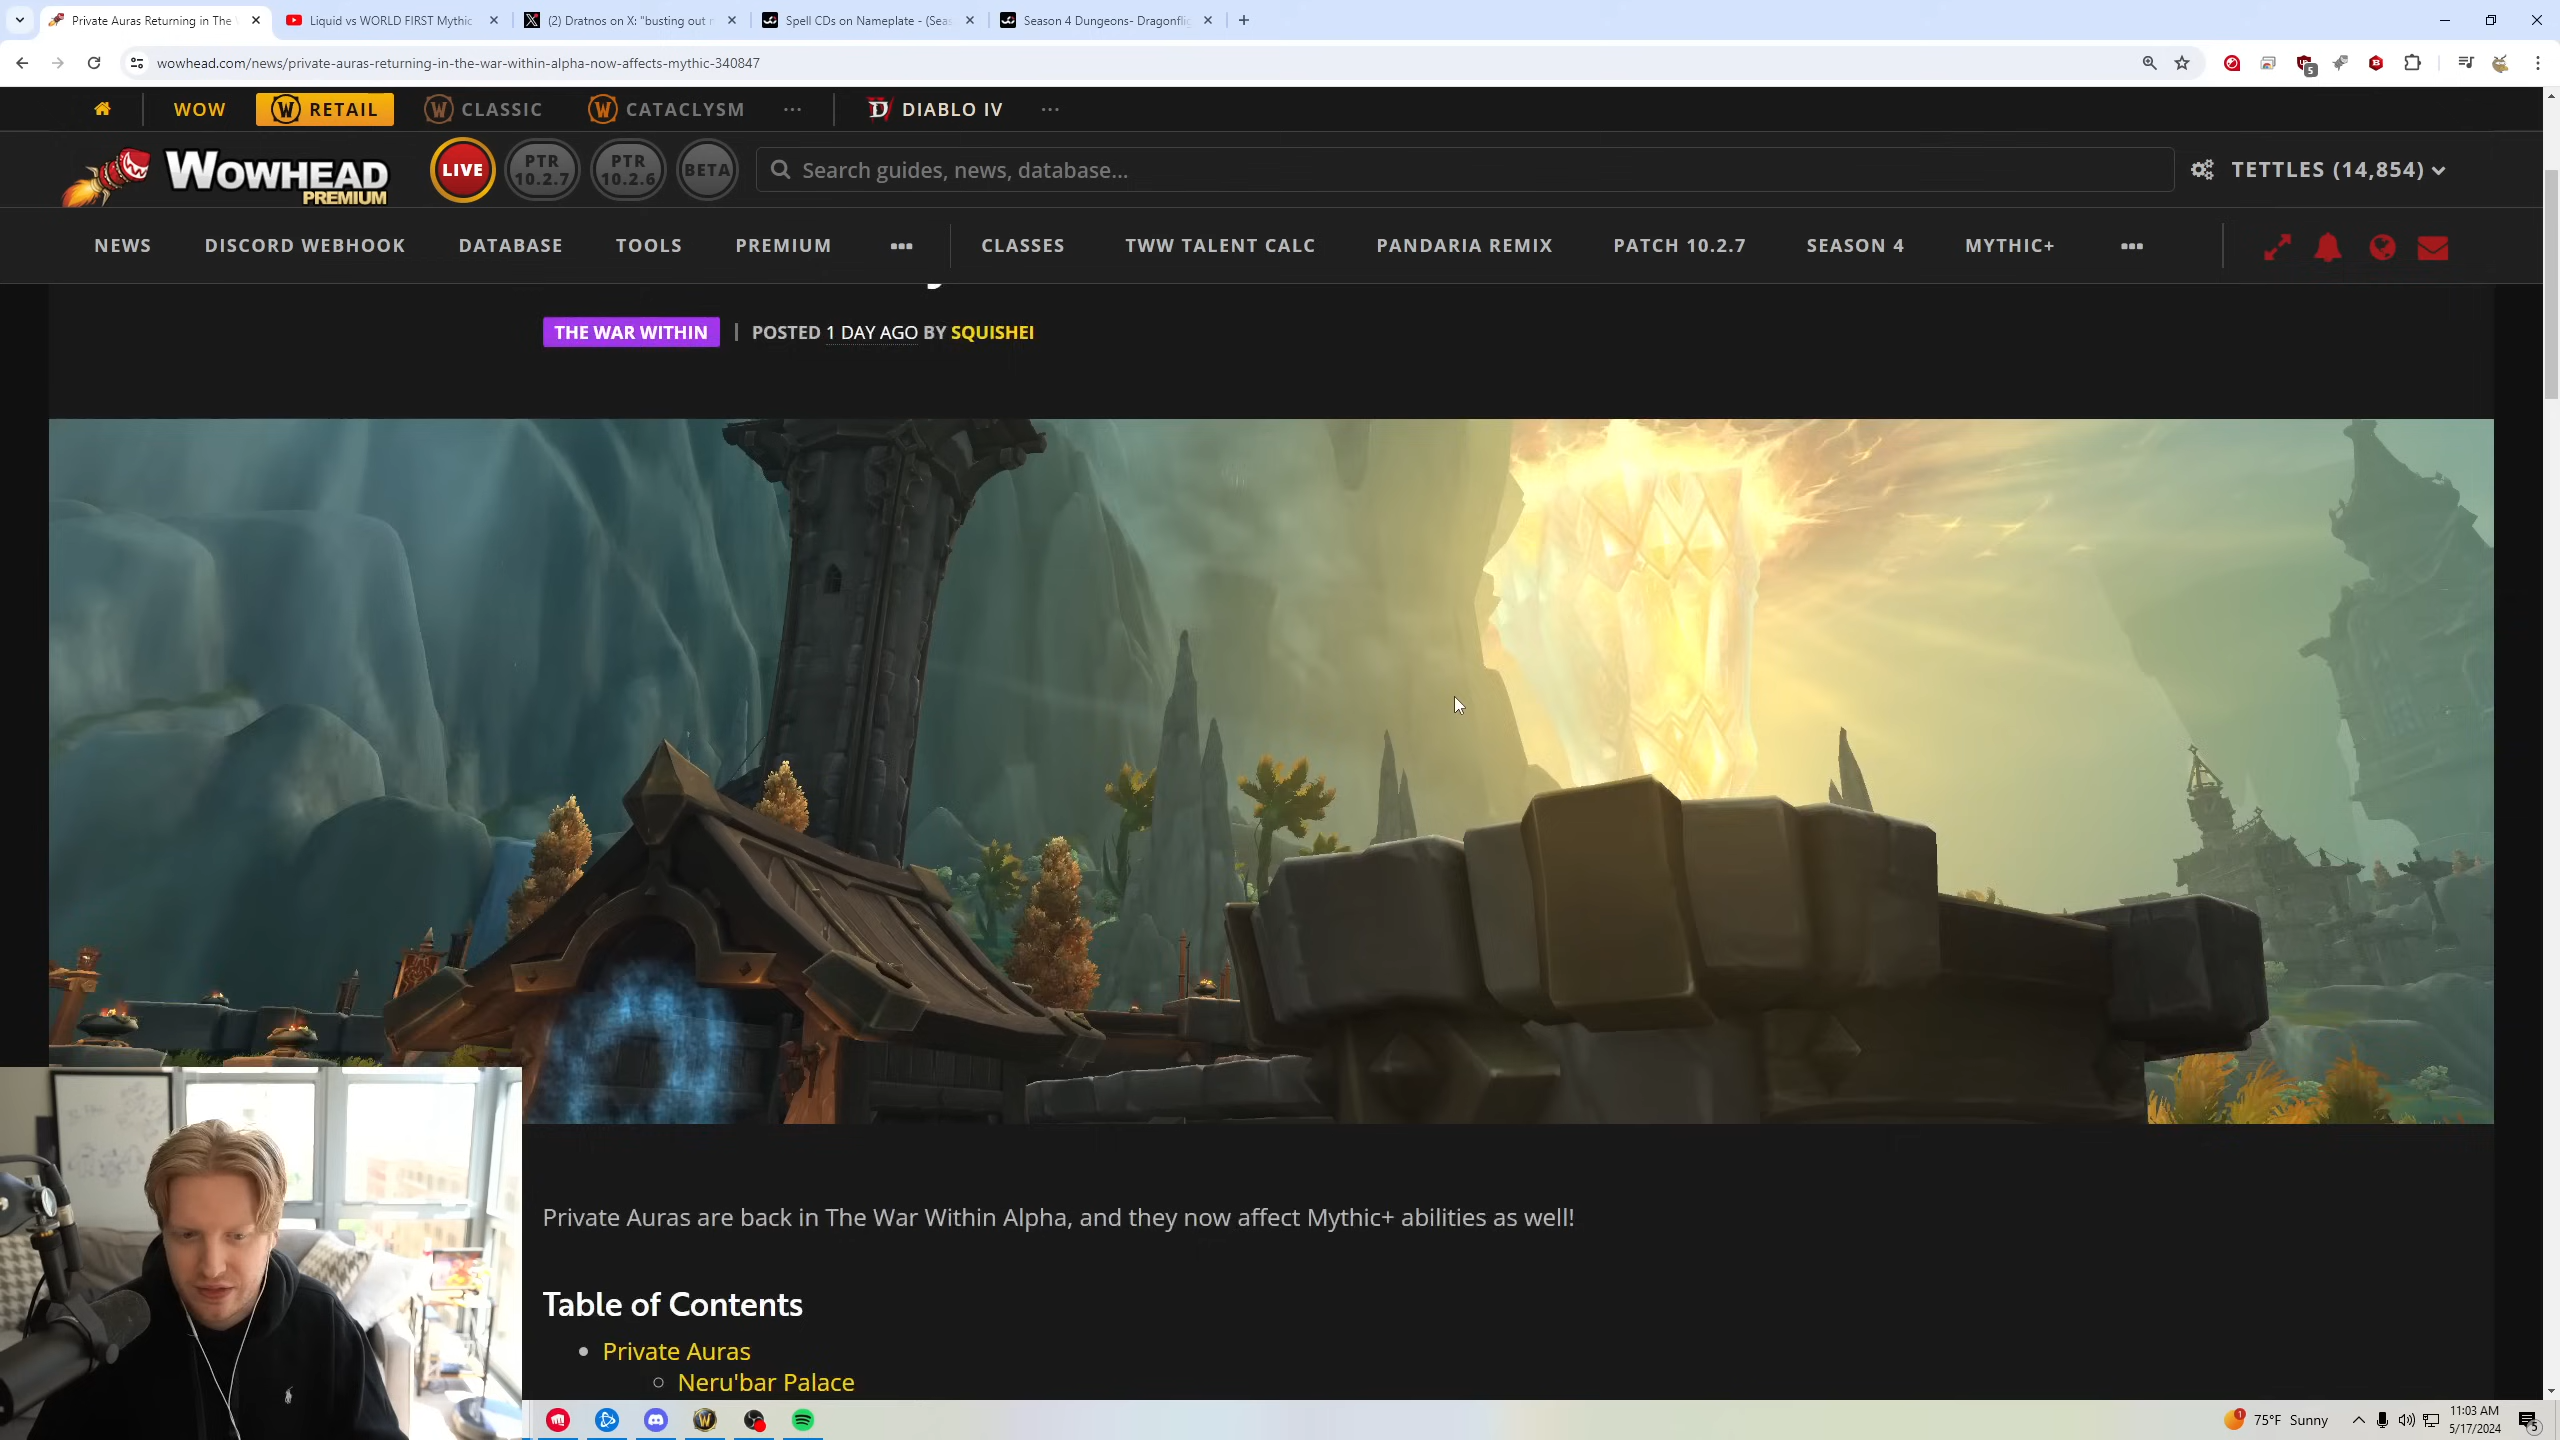 Private Auras Returning in The
Liquid vs WORLD FIRST Mythic
(2) Dratnos on X: "busting out
Spell CDs on Nameplate - (Seas
Season 4 Dungeons- Dragonfli
wowhead.com/news/private-auras-returning-in-the-war-within-alpha-now-affects-mythic-340847
5
WOW
RETAIL
CLASSIC
CATACLYSM
DIABLO IV
WOWHEAD
PREMIUM
LIVE
PTR
10.2.7
PTR
10.2.6
BETA
Search guides, news, database...
TETTLES (14,854)
NEWS
DISCORD WEBHOOK
DATABASE
TOOLS
PREMIUM
CLASSES
TWW TALENT CALC
PANDARIA REMIX
PATCH 10.2.7
SEASON 4
MYTHIC+
THE WAR WITHIN | POSTED 1 DAY AGO BY SQUISHEI
Private Auras are back in The War Within Alpha, and they now affect Mythic+ abilities as well!
Table of Contents
Private Auras
Neru'bar Palace
1
75°F Sunny
11:03 AM
5/17/2024
5